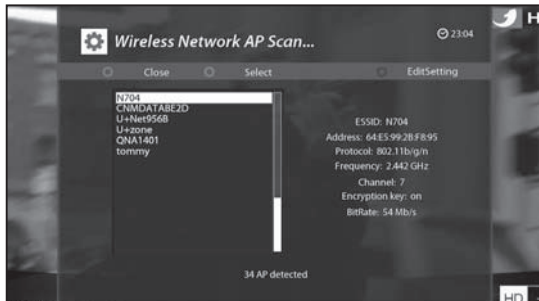 Wireless Network AP Scan...
23:04
H
Close Select EditSetting
N704
CNMDATABE2D
U+Net956B
U+zone
QNA1401
tommy
ESSID: N704
Address: 64:E5:99:2B:F8:95
Protocol: 802.11b/g/n
Frequency: 2.442 GHz
Channel: 7
Encryption key: on
BitRate: 54 Mb/s
34 AP detected
HD